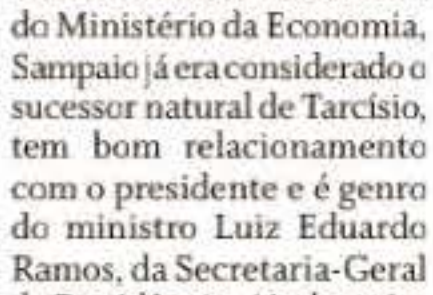 do Ministério da Economia,
Sampaio já era considerado o
sucessor natural de Tarcísio,
tem bom relacionamento
com o presidente e é genro
do ministro Luiz Eduardo
Ramos, da Secretaria-Geral